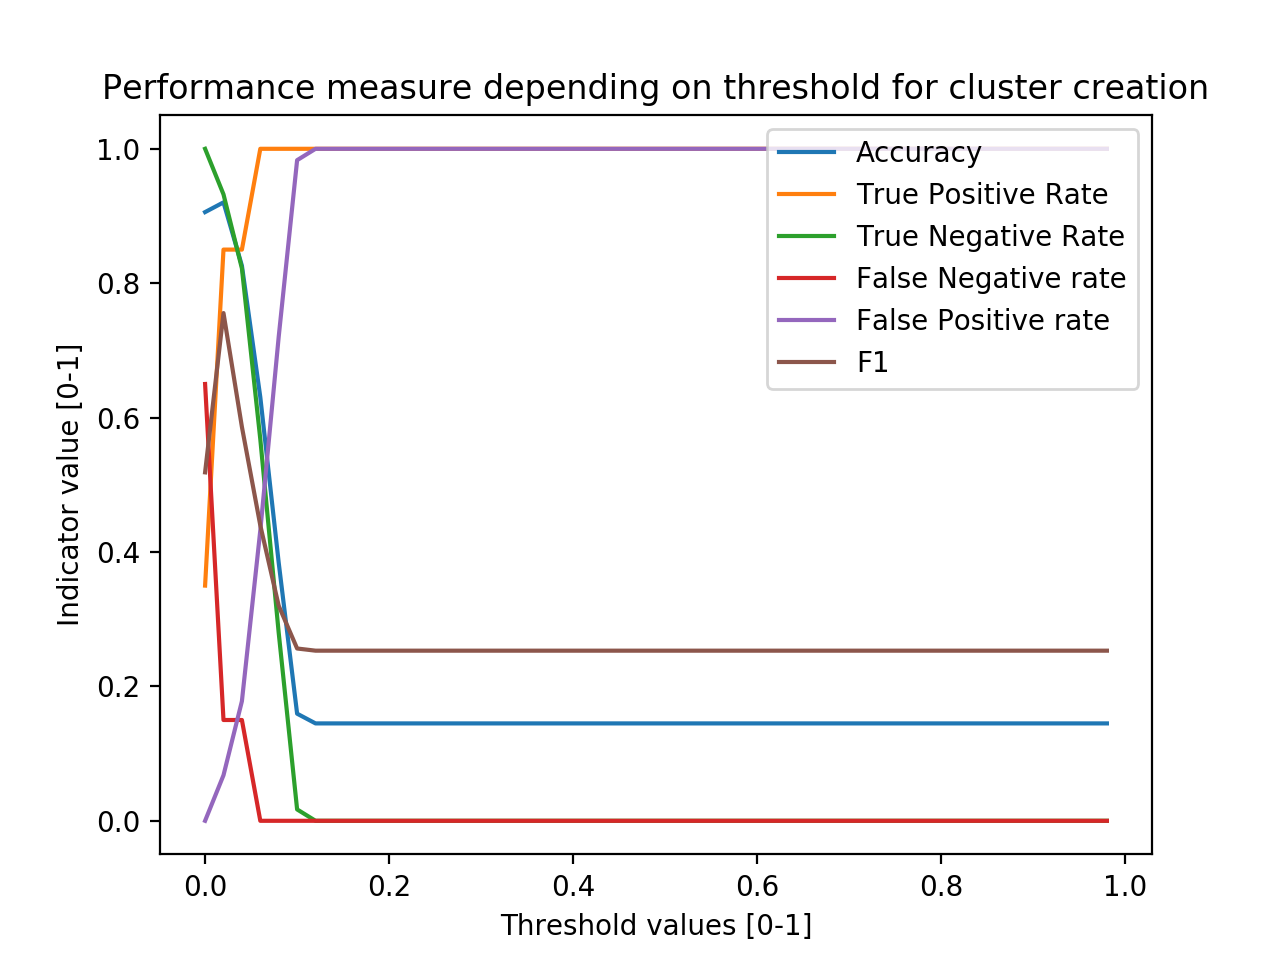 Performance measure depending on threshold for cluster creation
1.0
0.8
0.6
0.4
0.2
0.0
Indicator value [0-1]
Accuracy
True Positive Rate
True Negative Rate
False Negative rate
False Positive rate
F1
0.0 0.2 0.4 0.6 0.8 1.0
Threshold values [0-1]